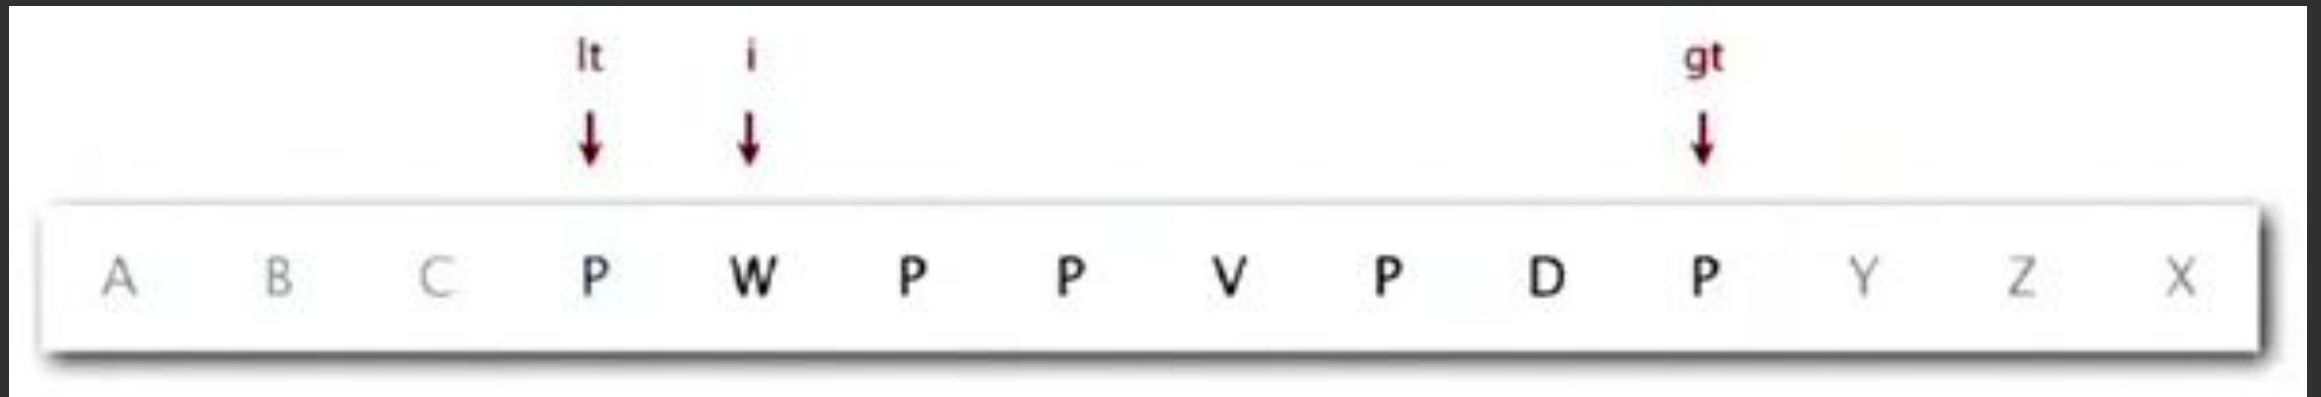 lt i gt
A B C P W P P V P D P Y Z X